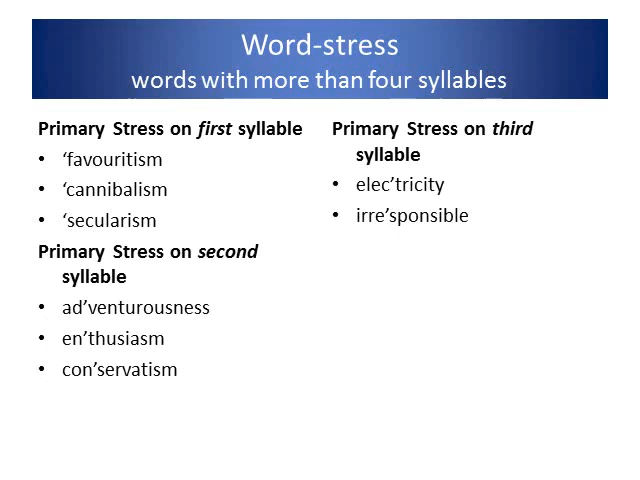 Word-stress
words with more than four syllables
Primary Stress on first syllable
• ‘favouritism
• ‘cannibalism
• ‘secularism
Primary Stress on second
syllable
• ad’venturousness
• en’thusiasm
• con’servatism
Primary Stress on third
syllable
• elec’tricity
• irre’sponsible